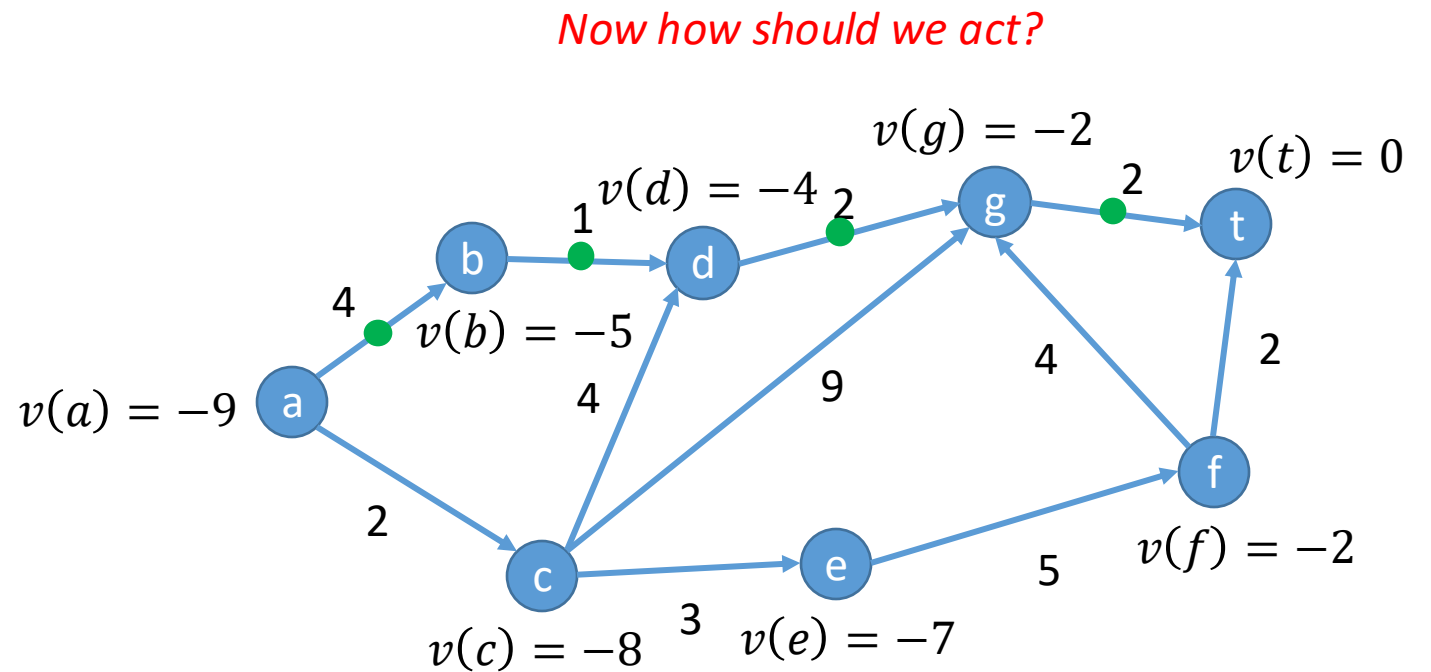 Now how should we act?
v(g) = −2
v(t) = 0
v(d) = −4
2
2
1
g
t
b
d
4
v(b) = −5
a
v(a) = −9
4
9
4
2
2
f
c
e
5
v(f) = −2
3
v(c) = −8
v(e) = −7